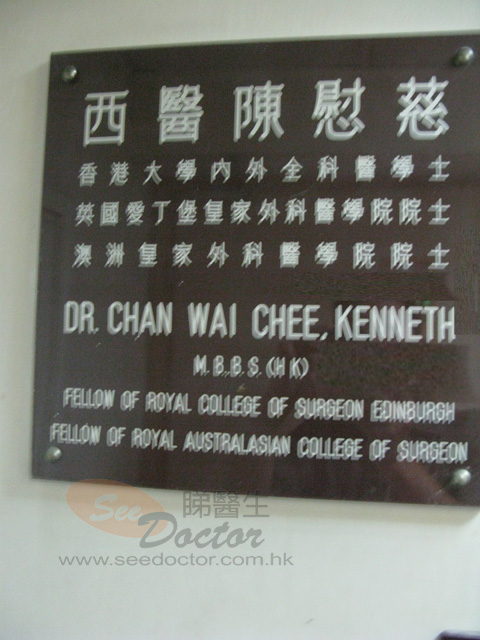 西醫陳慰慈
香港大學內外全科醫學士
英國愛丁堡皇家外科醫學院院士
澳洲皇家外科醫學院院士
DR. CHAN WAI CHEE, KENNETH
M.B.B.S.(HK)
FELLOW OF ROYAL COLLEGE OF SURGEON EDINBURGH
FELLOW OF ROYAL AUSTRALASIAN COLLEGE OF SURGEON
See 睇醫生
Doctor
www.seedoctor.com.hk